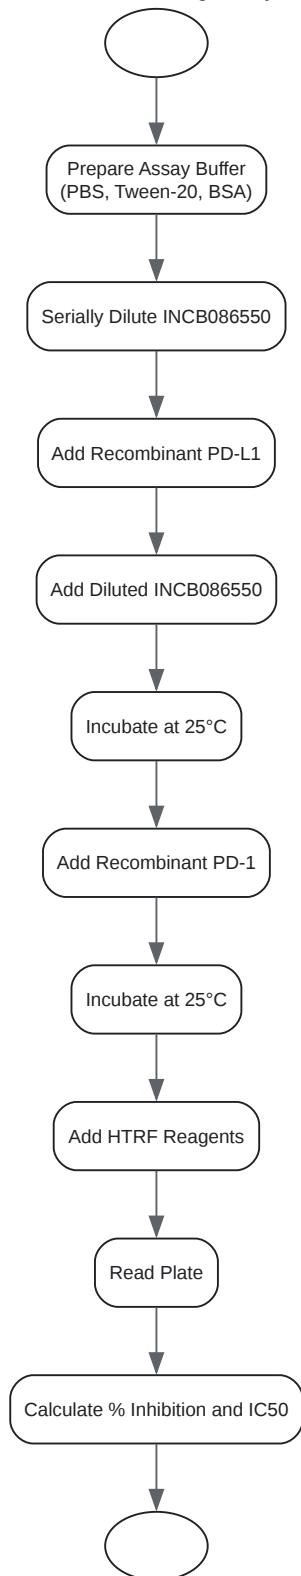 Prepare Assay Buffer
(PBS, Tween-20, BSA)
Serially Dilute INCB086550
Add Recombinant PD-L1
Add Diluted INCB086550
Incubate at 25°C
Add Recombinant PD-1
Incubate at 25°C
Add HTRF Reagents
Read Plate
Calculate % Inhibition and IC50